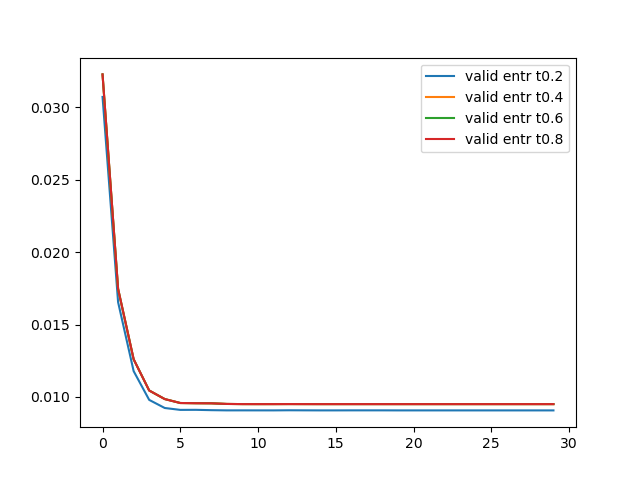 valid entr t0.2
valid entr t0.4
valid entr t0.6
valid entr t0.8
0.030
0.025
0.020
0.015
0.010
0 5 10 15 20 25 30